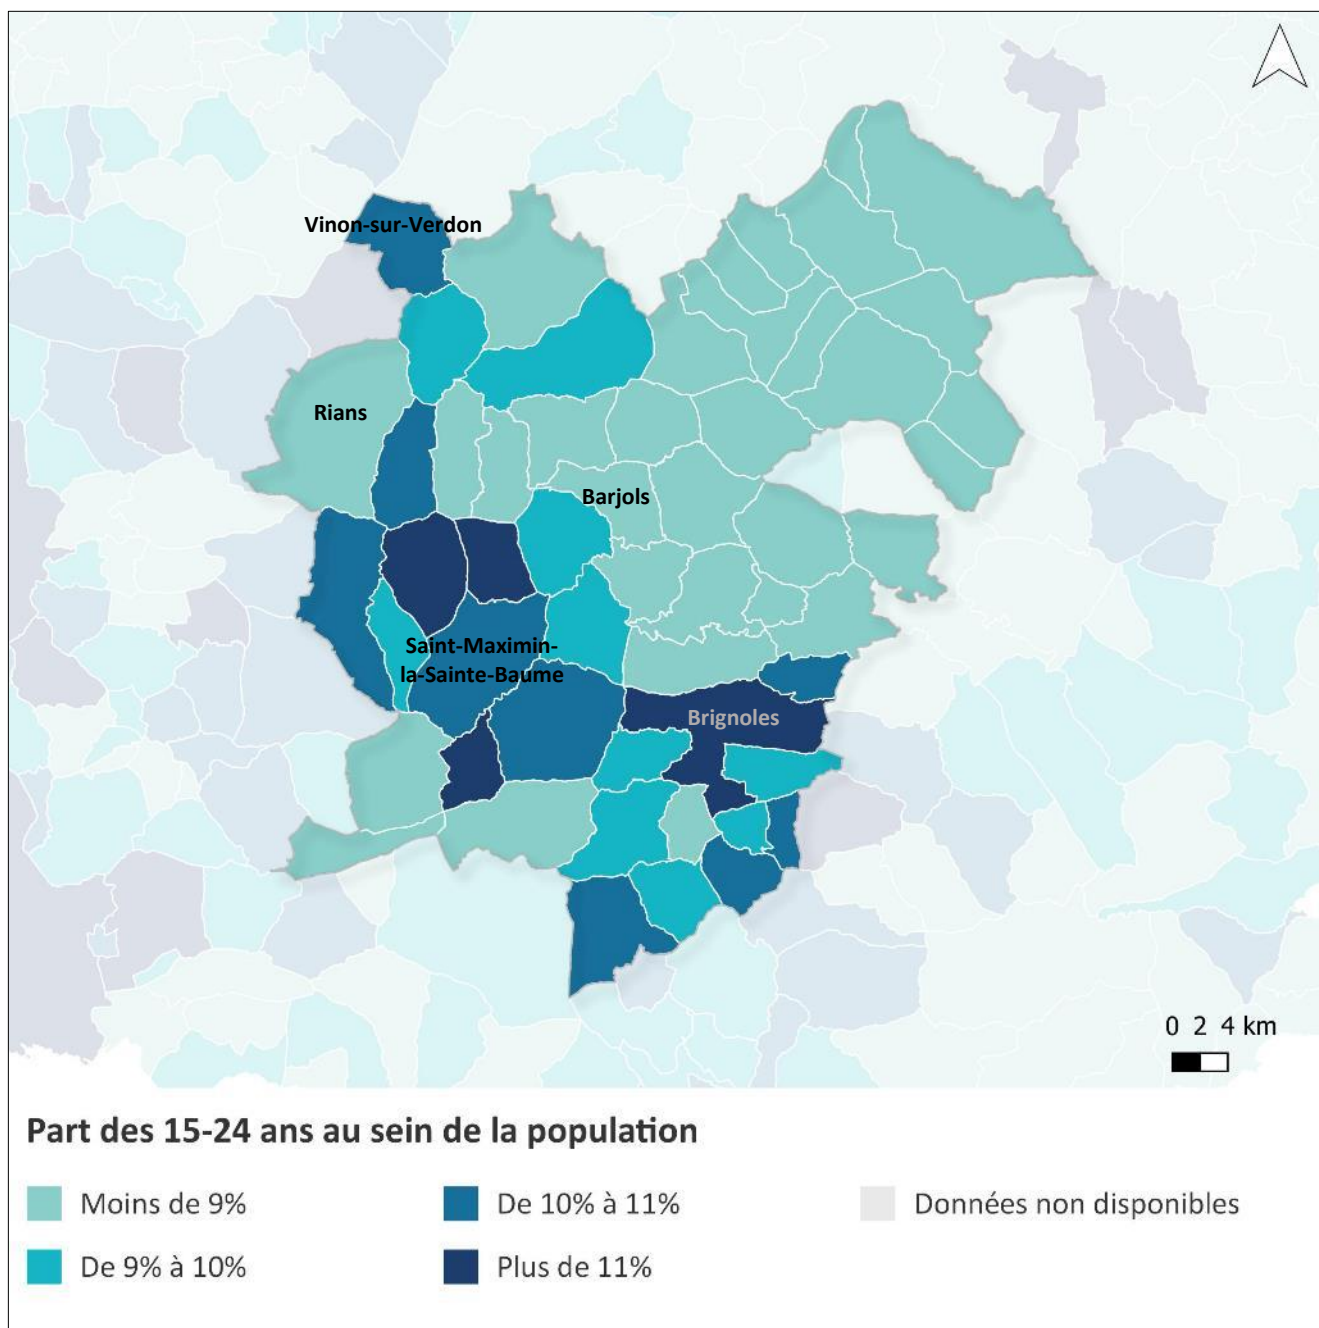 Vinon-sur-Verdon
Rians
Barjols
Saint-Maximin-
la-Sainte-Baume
Brignoles
0 2 4 km
Part des 15-24 ans au sein de la population
Moins de 9%
De 10% à 11%
Données non disponibles
De 9% à 10%
Plus de 11%